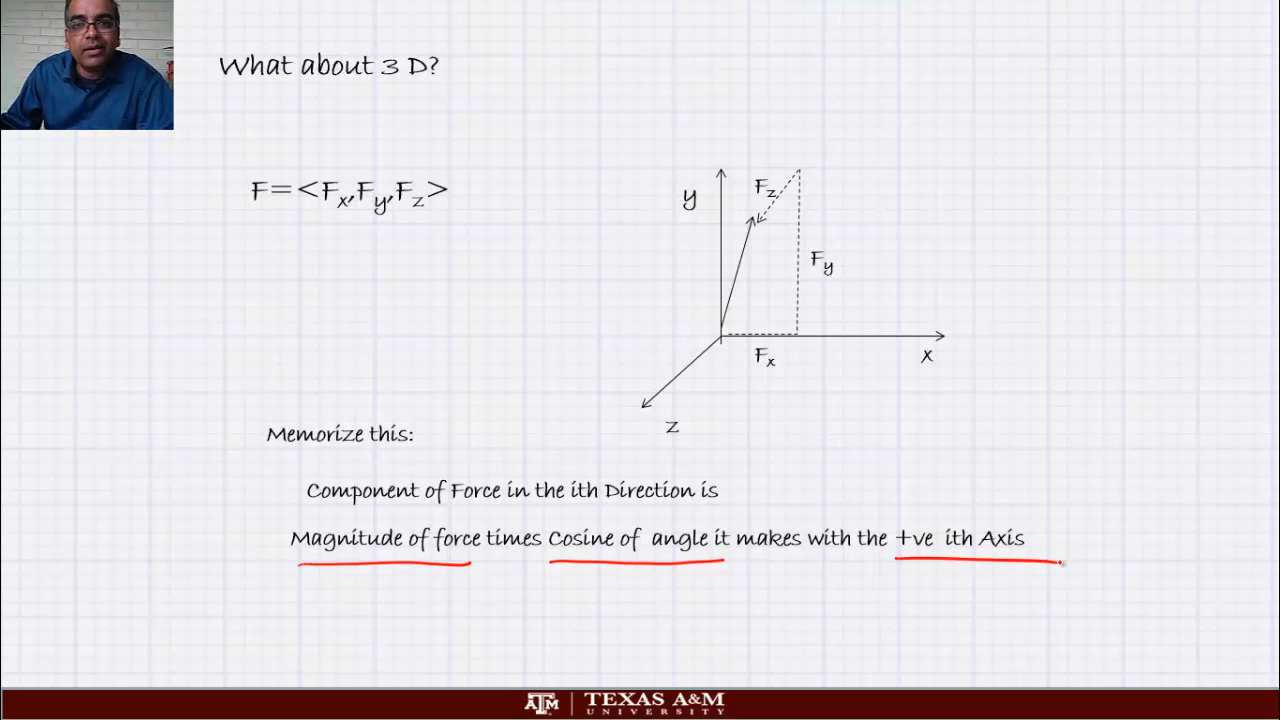 What about 3 D?
F=<Fx,Fy,Fz>
Fz
y
Fy
Fx
x
z
Memorize this:
Component of Force in the ith Direction is
Magnitude of force times Cosine of angle it makes with the +ve ith Axis
ATM TEXAS A&M
UNIVERSITY